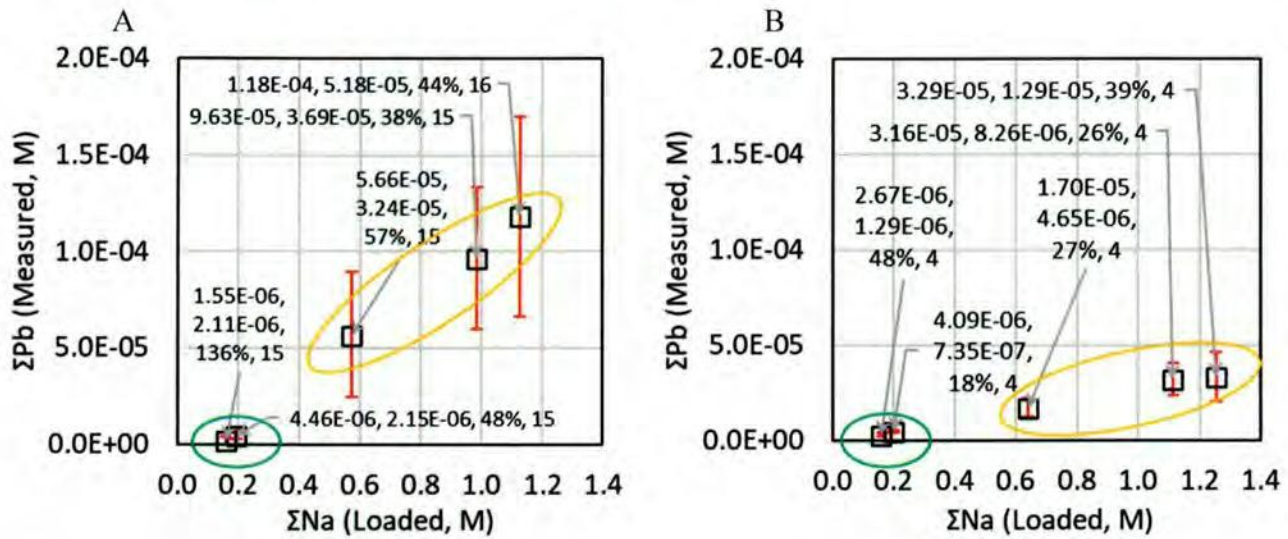 A
ΣPb (Measured, M)
2.0E-04
1.5E-04
1.0E-04
5.0E-05
0.0E+00
1.18E-04, 5.18E-05, 44%, 16
9.63E-05, 3.69E-05, 38%, 15
5.66E-05,
3.24E-05,
57%, 15
1.55E-06,
2.11E-06,
136%, 15
4.46E-06, 2.15E-06, 48%, 15
0.0 0.2 0.4 0.6 0.8 1.0 1.2 1.4
ΣNa (Loaded, M)
B
ΣPb (Measured, M)
2.0E-04
1.5E-04
1.0E-04
5.0E-05
0.0E+00
3.29E-05, 1.29E-05, 39%, 4
3.16E-05, 8.26E-06, 26%, 4
2.67E-06,
1.29E-06,
48%, 4
1.70E-05,
4.65E-06,
27%, 4
4.09E-06,
7.35E-07,
18%, 4
0.0 0.2 0.4 0.6 0.8 1.0 1.2 1.4
ΣNa (Loaded, M)